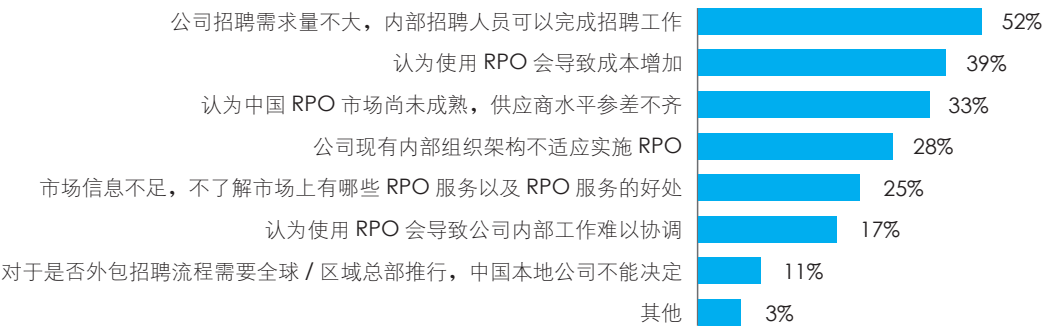 公司招聘需求量不大，内部招聘人员可以完成招聘工作 52%
认为使用 RPO 会导致成本增加 39%
认为中国 RPO 市场尚未成熟，供应商水平参差不齐 33%
公司现有内部组织架构不适应实施 RPO 28%
市场信息不足，不了解市场上有哪些 RPO 服务以及 RPO 服务的好处 25%
认为使用 RPO 会导致公司内部工作难以协调 17%
对于是否外包招聘流程需要全球 / 区域总部推行，中国本地公司不能决定 11%
其他 3%